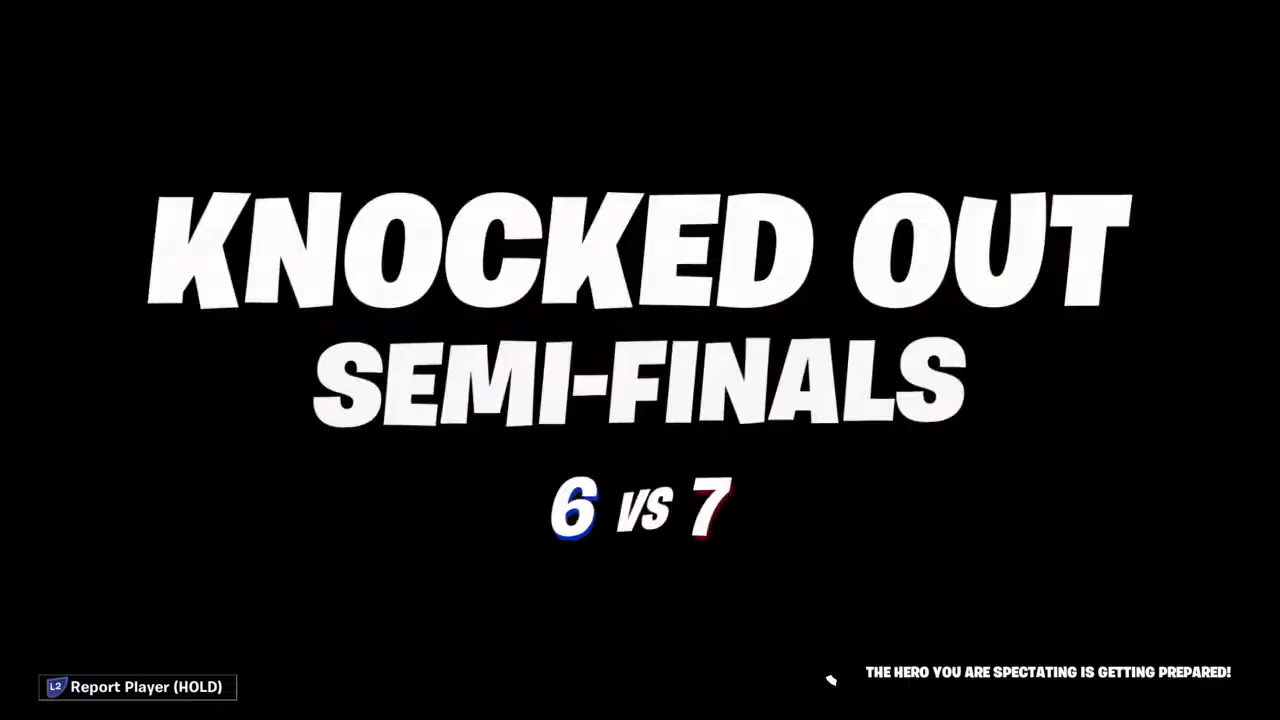 KNOCKED OUT
SEMI-FINALS
6 VS 7
L2 Report Player (HOLD)
THE HERO YOU ARE SPECTATING IS GETTING PREPARED!